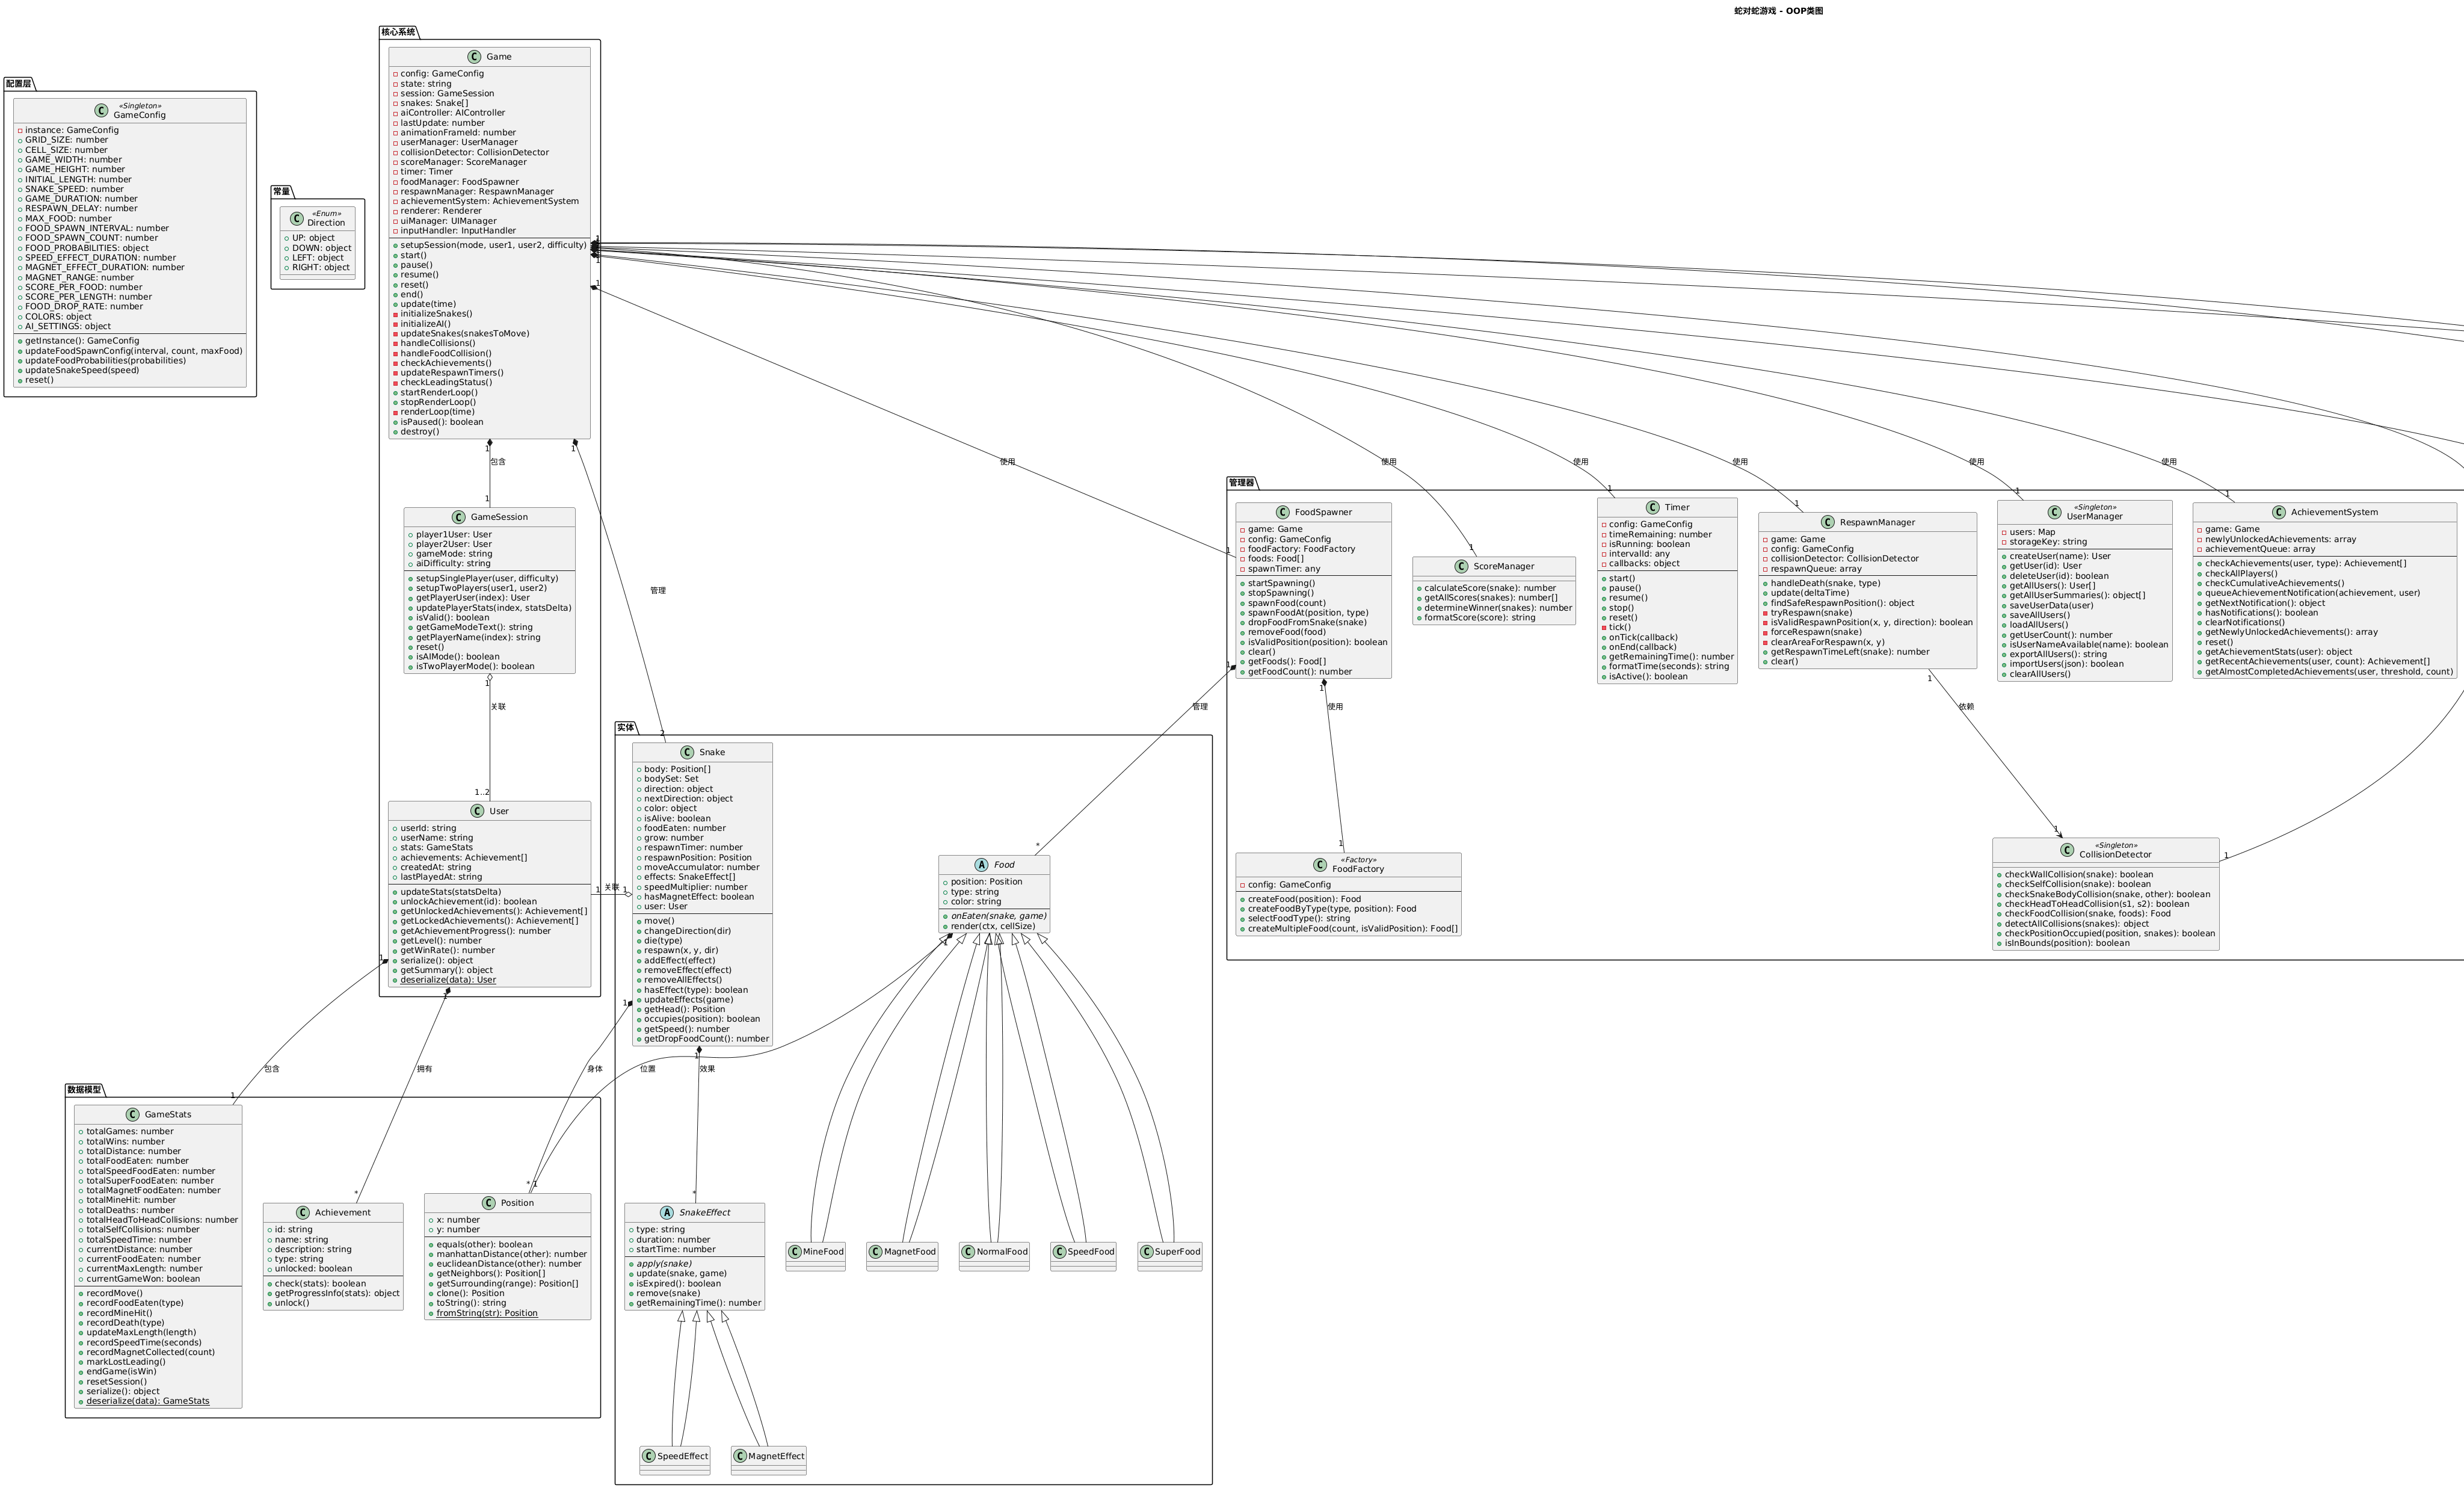 蛇对蛇游戏 - OOP类图
配置层
«Singleton»
GameConfig
instance: GameConfig
GRID_SIZE: number
CELL_SIZE: number
GAME_WIDTH: number
GAME_HEIGHT: number
INITIAL_LENGTH: number
SNAKE_SPEED: number
GAME_DURATION: number
RESPAWN_DELAY: number
MAX_FOOD: number
FOOD_SPAWN_INTERVAL: number
FOOD_SPAWN_COUNT: number
FOOD_PROBABILITIES: object
SPEED_EFFECT_DURATION: number
MAGNET_EFFECT_DURATION: number
MAGNET_RANGE: number
SCORE_PER_FOOD: number
SCORE_PER_LENGTH: number
FOOD_DROP_RATE: number
COLORS: object
AI_SETTINGS: object
getInstance(): GameConfig
updateFoodSpawnConfig(interval, count, maxFood)
updateFoodProbabilities(probabilities)
updateSnakeSpeed(speed)
reset()
常量
«Enum»
Direction
UP: object
DOWN: object
LEFT: object
RIGHT: object
核心系统
Game
config: GameConfig
state: string
session: GameSession
snakes: Snake[]
aiController: AIController
lastUpdate: number
animationFrameId: number
userManager: UserManager
collisionDetector: CollisionDetector
scoreManager: ScoreManager
timer: Timer
foodManager: FoodSpawner
respawnManager: RespawnManager
achievementSystem: AchievementSystem
renderer: Renderer
uiManager: UIManager
inputHandler: InputHandler
setupSession(mode, user1, user2, difficulty)
start()
pause()
resume()
reset()
end()
update(time)
initializeSnakes()
initializeAI()
updateSnakes(snakesToMove)
handleCollisions()
handleFoodCollision()
checkAchievements()
updateRespawnTimers()
checkLeadingStatus()
startRenderLoop()
stopRenderLoop()
renderLoop(time)
isPaused(): boolean
destroy()
1
1
1
1
1
包含
1
使用
使用
使用
使用
使用
使用
GameSession
player1User: User
player2User: User
gameMode: string
aiDifficulty: string
setupSinglePlayer(user, difficulty)
setupTwoPlayers(user1, user2)
getPlayerUser(index): User
updatePlayerStats(index, statsDelta)
isValid(): boolean
getGameModeText(): string
getPlayerName(index): string
reset()
isAIMode(): boolean
isTwoPlayerMode(): boolean
1
关联
1..2
管理
2
User
userId: string
userName: string
stats: GameStats
achievements: Achievement[]
createdAt: string
lastPlayedAt: string
updateStats(statsDelta)
unlockAchievement(id): boolean
getUnlockedAchievements(): Achievement[]
getLockedAchievements(): Achievement[]
getAchievementProgress(): number
getLevel(): number
getWinRate(): number
serialize(): object
getSummary(): object
deserialize(data): User
1 关联 1
1
1
包含
1
拥有
*
管理器
1
FoodSpawner
game: Game
config: GameConfig
foodFactory: FoodFactory
foods: Food[]
spawnTimer: any
startSpawning()
stopSpawning()
spawnFood(count)
spawnFoodAt(position, type)
dropFoodFromSnake(snake)
removeFood(food)
isValidPosition(position): boolean
clear()
getFoods(): Food[]
getFoodCount(): number
1
1
管理
*
使用
1
1
ScoreManager
calculateScore(snake): number
getAllScores(snakes): number[]
determineWinner(snakes): number
formatScore(score): string
1
Timer
config: GameConfig
timeRemaining: number
isRunning: boolean
intervalId: any
callbacks: object
start()
pause()
resume()
stop()
reset()
tick()
onTick(callback)
onEnd(callback)
getRemainingTime(): number
formatTime(seconds): string
isActive(): boolean
1
RespawnManager
game: Game
config: GameConfig
collisionDetector: CollisionDetector
respawnQueue: array
handleDeath(snake, type)
update(deltaTime)
findSafeRespawnPosition(): object
tryRespawn(snake)
isValidRespawnPosition(x, y, direction): boolean
forceRespawn(snake)
clearAreaForRespawn(x, y)
getRespawnTimeLeft(snake): number
clear()
1
依赖
1
1
«Singleton»
UserManager
users: Map
storageKey: string
createUser(name): User
getUser(id): User
deleteUser(id): boolean
getAllUsers(): User[]
getAllUserSummaries(): object[]
saveUserData(user)
saveAllUsers()
loadAllUsers()
getUserCount(): number
isUserNameAvailable(name): boolean
exportAllUsers(): string
importUsers(json): boolean
clearAllUsers()
1
AchievementSystem
game: Game
newlyUnlockedAchievements: array
achievementQueue: array
checkAchievements(user, type): Achievement[]
checkAllPlayers()
checkCumulativeAchievements()
queueAchievementNotification(achievement, user)
getNextNotification(): object
hasNotifications(): boolean
clearNotifications()
getNewlyUnlockedAchievements(): array
reset()
getAchievementStats(user): object
getRecentAchievements(user, count): Achievement[]
getAlmostCompletedAchievements(user, threshold, count)
«Factory»
FoodFactory
config: GameConfig
createFood(position): Food
createFoodByType(type, position): Food
selectFoodType(): string
createMultipleFood(count, isValidPosition): Food[]
«Singleton»
CollisionDetector
checkWallCollision(snake): boolean
checkSelfCollision(snake): boolean
checkSnakeBodyCollision(snake, other): boolean
checkHeadToHeadCollision(s1, s2): boolean
checkFoodCollision(snake, foods): Food
detectAllCollisions(snakes): object
checkPositionOccupied(position, snakes): boolean
isInBounds(position): boolean
1
实体
Snake
body: Position[]
bodySet: Set
direction: object
nextDirection: object
color: object
isAlive: boolean
foodEaten: number
grow: number
respawnTimer: number
respawnPosition: Position
moveAccumulator: number
effects: SnakeEffect[]
speedMultiplier: number
hasMagnetEffect: boolean
user: User
move()
changeDirection(dir)
die(type)
respawn(x, y, dir)
addEffect(effect)
removeEffect(effect)
removeAllEffects()
hasEffect(type): boolean
updateEffects(game)
getHead(): Position
occupies(position): boolean
getSpeed(): number
getDropFoodCount(): number
1
1
身体
位置
效果
*
Food
position: Position
type: string
color: string
onEaten(snake, game)
render(ctx, cellSize)
1
SnakeEffect
type: string
duration: number
startTime: number
apply(snake)
update(snake, game)
isExpired(): boolean
remove(snake)
getRemainingTime(): number
MineFood
MagnetFood
NormalFood
SpeedFood
SuperFood
SpeedEffect
MagnetEffect
数据模型
GameStats
totalGames: number
totalWins: number
totalDistance: number
totalFoodEaten: number
totalSpeedFoodEaten: number
totalSuperFoodEaten: number
totalMagnetFoodEaten: number
totalMineHit: number
totalDeaths: number
totalHeadToHeadCollisions: number
totalSelfCollisions: number
totalSpeedTime: number
currentDistance: number
currentFoodEaten: number
currentMaxLength: number
currentGameWon: boolean
recordMove()
recordFoodEaten(type)
recordMineHit()
recordDeath(type)
updateMaxLength(length)
recordSpeedTime(seconds)
recordMagnetCollected(count)
markLostLeading()
endGame(isWin)
resetSession()
serialize(): object
deserialize(data): GameStats
Achievement
id: string
name: string
description: string
type: string
unlocked: boolean
check(stats): boolean
getProgressInfo(stats): object
unlock()
* 1
Position
x: number
y: number
equals(other): boolean
manhattanDistance(other): number
euclideanDistance(other): number
getNeighbors(): Position[]
getSurrounding(range): Position[]
clone(): Position
toString(): string
fromString(str): Position